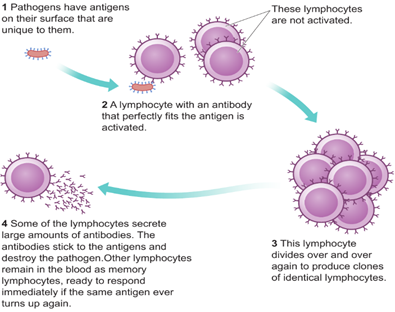 1 Pathogens have antigens
on their surface that are
unique to them.
These lymphocytes
are not activated.
2 A lymphocyte with an antibody
that perfectly fits the antigen is
activated.
3 This lymphocyte
divides over and over
again to produce clones
of identical lymphocytes.
4 Some of the lymphocytes secrete
large amounts of antibodies. The
antibodies stick to the antigens and
destroy the pathogen.Other lymphocytes
remain in the blood as memory
lymphocytes, ready to respond
immediately if the same antigen ever
turns up again.